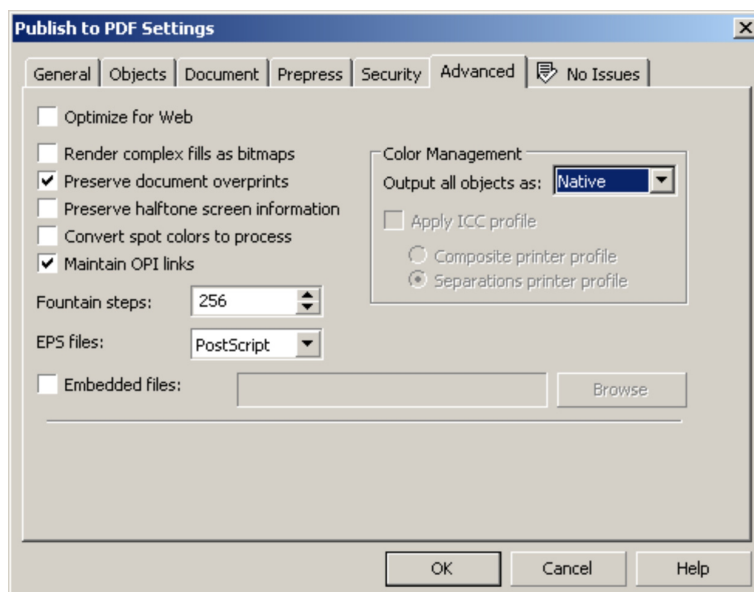 Publish to PDF Settings
General Objects Document Prepress Security Advanced No Issues
Optimize for Web
Render complex fills as bitmaps
Preserve document overprints
Preserve halftone screen information
Convert spot colors to process
Maintain OPI links
Fountain steps: 256
EPS files: PostScript
Color Management
Output all objects as: Native
Apply ICC profile
Composite printer profile
Separations printer profile
Embedded files: Browse
OK Cancel Help